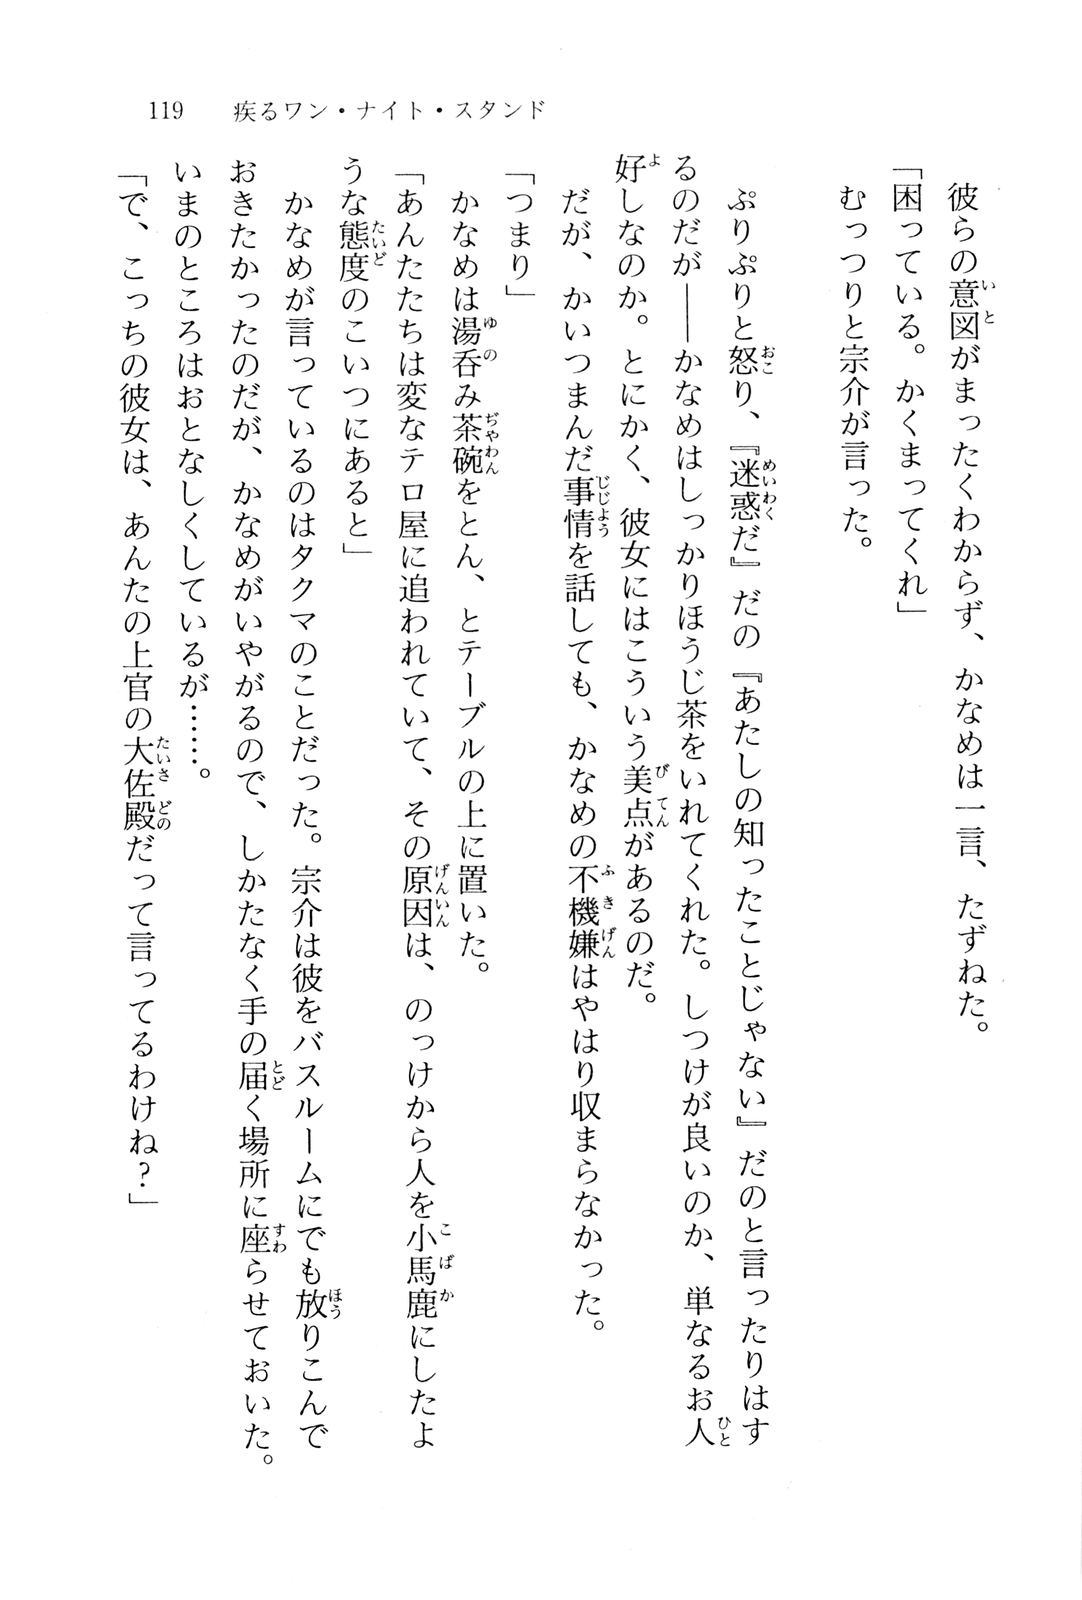 119　疾るワン・ナイト・スタンド
　彼らの意図がまったくわからず、かなめは一言、たずねた。
「困っている。かくまってくれ」
　むっつりと宗介が言った。

　ぷりぷりと怒り、『迷惑だ』だの『あたしの知ったことじゃない』だのと言ったりはす
るのだが――かなめはしっかりほうじ茶をいれてくれた。しつけが良いのか、単なるお人
好しなのか。とにかく、彼女にはこういう美点があるのだ。
　だが、かいつまんだ事情を話しても、かなめの不機嫌はやはり収まらなかった。
「つまり」
　かなめは湯呑み茶碗をとん、とテーブルの上に置いた。
「あんたたちは変なテロ屋に追われていて、その原因は、のっけから人を小馬鹿にしたよ
うな態度のこいつにあると」
　かなめが言っているのはタクマのことだった。宗介は彼をバスルームにでも放りこんで
おきたかったのだが、かなめがいやがるので、しかたなく手の届く場所に座らせておいた。
いまのところはおとなしくしているが……。
「で、こっちの彼女は、あんたの上官の大佐殿だって言ってるわけね？」